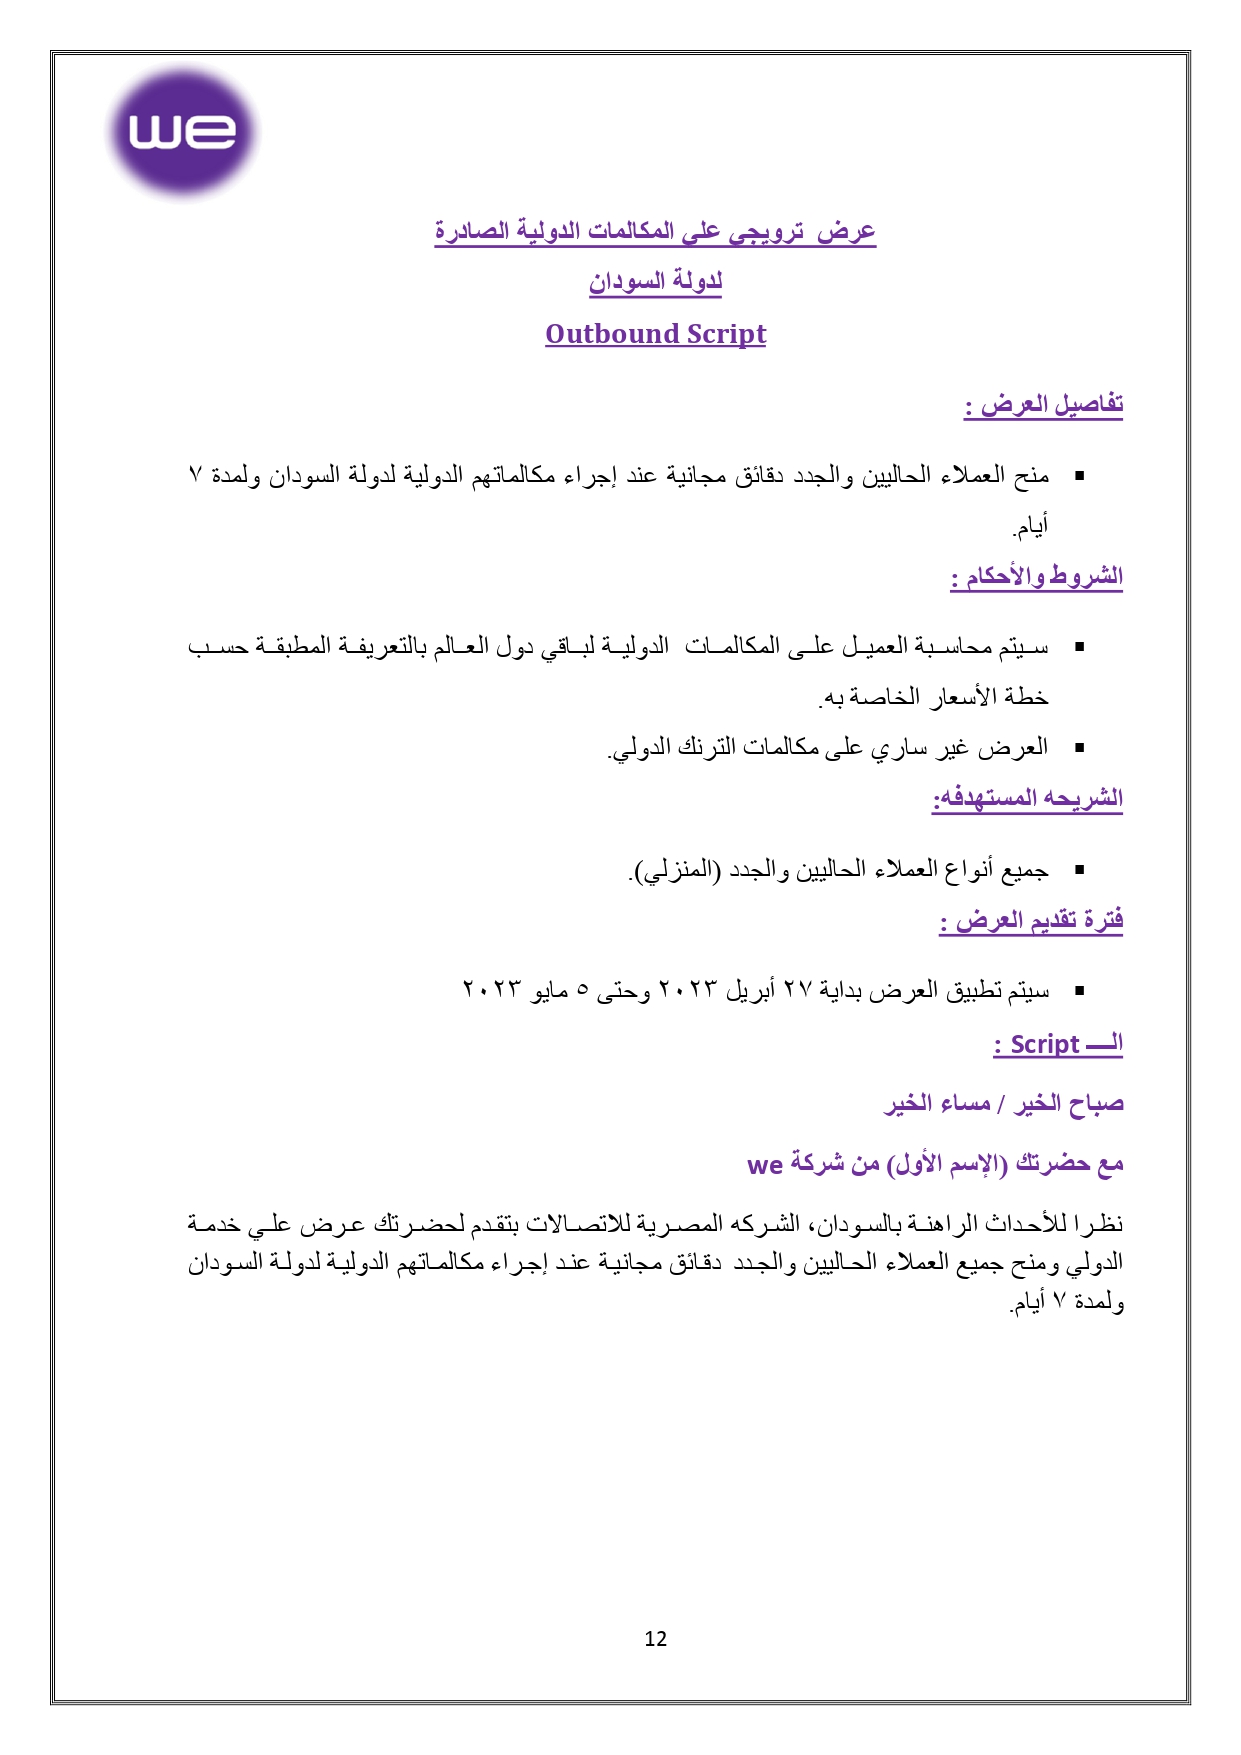 we
عرض ترويجي علي المكالمات الدولية الصادرة
لدولة السودان
Outbound Script
تفاصيل العرض :
▪ منح العملاء الحاليين والجدد دقائق مجانية عند إجراء مكالماتهم الدولية لدولة السودان ولمدة ٧
أيام.
الشروط والأحكام :
▪ سيتم محاسبة العميل على المكالمات الدولية لباقي دول العالم بالتعريفة المطبقة حسب
خطة الأسعار الخاصة به.
▪ العرض غير ساري على مكالمات الترنك الدولي.
الشريحه المستهدفه:
▪ جميع أنواع العملاء الحاليين والجدد (المنزلي).
فترة تقديم العرض :
▪ سيتم تطبيق العرض بداية ٢٧ أبريل ٢٠٢٣ وحتى ٥ مايو ٢٠٢٣
الـــ Script :
صباح الخير / مساء الخير
مع حضرتك (الإسم الأول) من شركة we
نظرا للأحداث الراهنة بالسودان، الشركه المصرية للاتصالات بتقدم لحضرتك عرض علي خدمة
الدولي ومنح جميع العملاء الحاليين والجدد دقائق مجانية عند إجراء مكالماتهم الدولية لدولة السودان
ولمدة ٧ أيام.
12